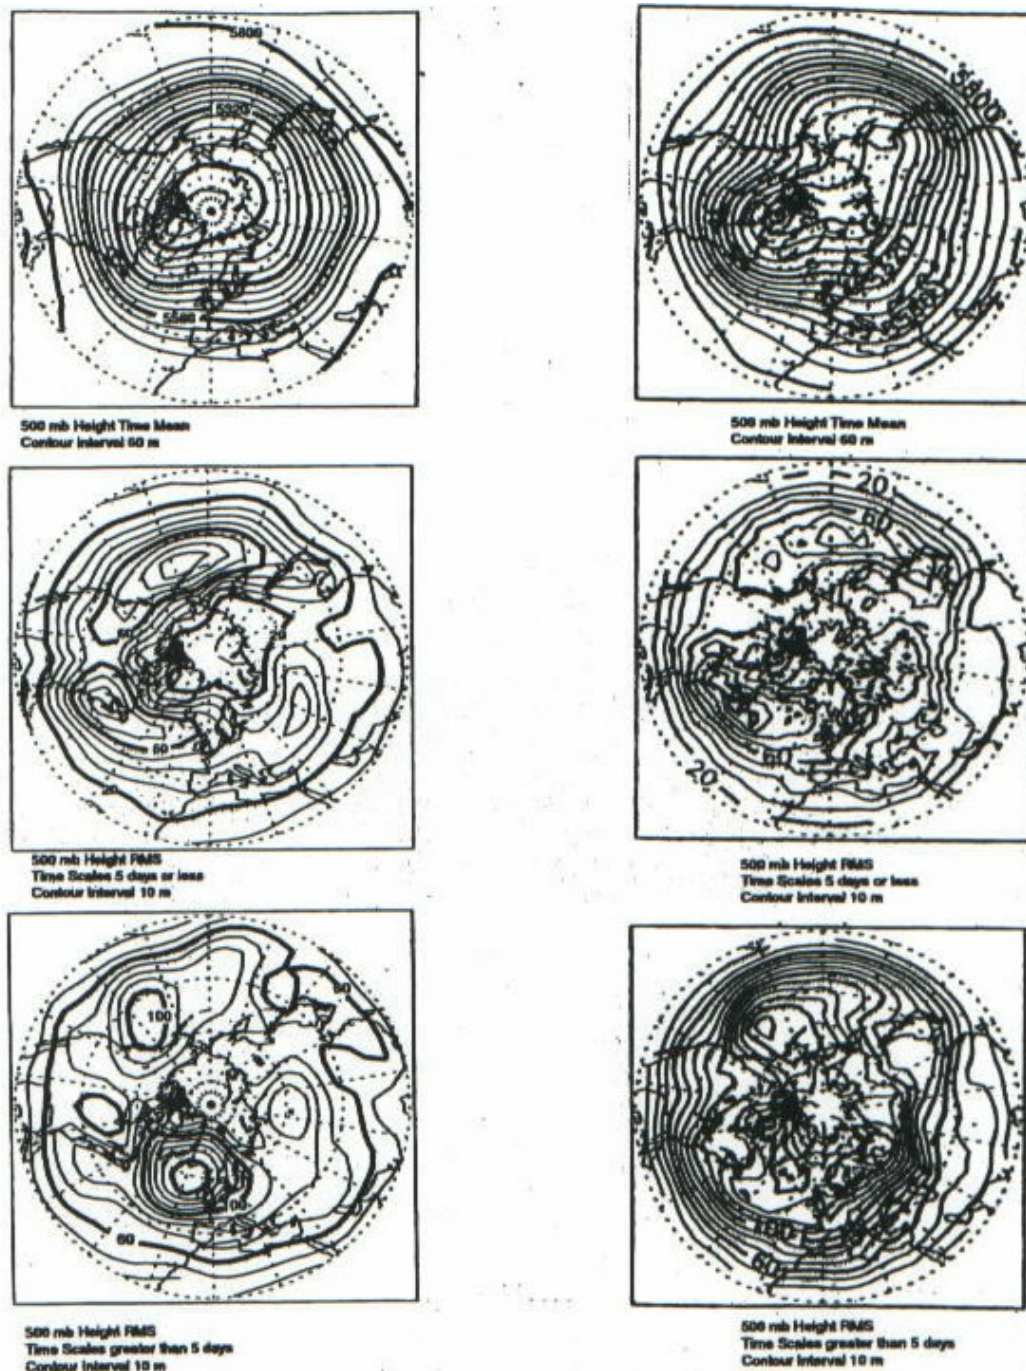 5800
5320
5800
500 mb Height Time Mean
Contour Interval 60 m
500 mb Height Time Mean
Contour Interval 60 m
20
60
60
60
20
500 mb Height RMS
Time Scales 5 days or less
Contour Interval 10 m
500 mb Height RMS
Time Scales 5 days or less
Contour Interval 10 m
60
100
100
60
100
60
500 mb Height RMS
Time Scales greater than 5 days
Contour Interval 10 m
500 mb Height RMS
Time Scales greater than 5 days
Contour Interval 10 m